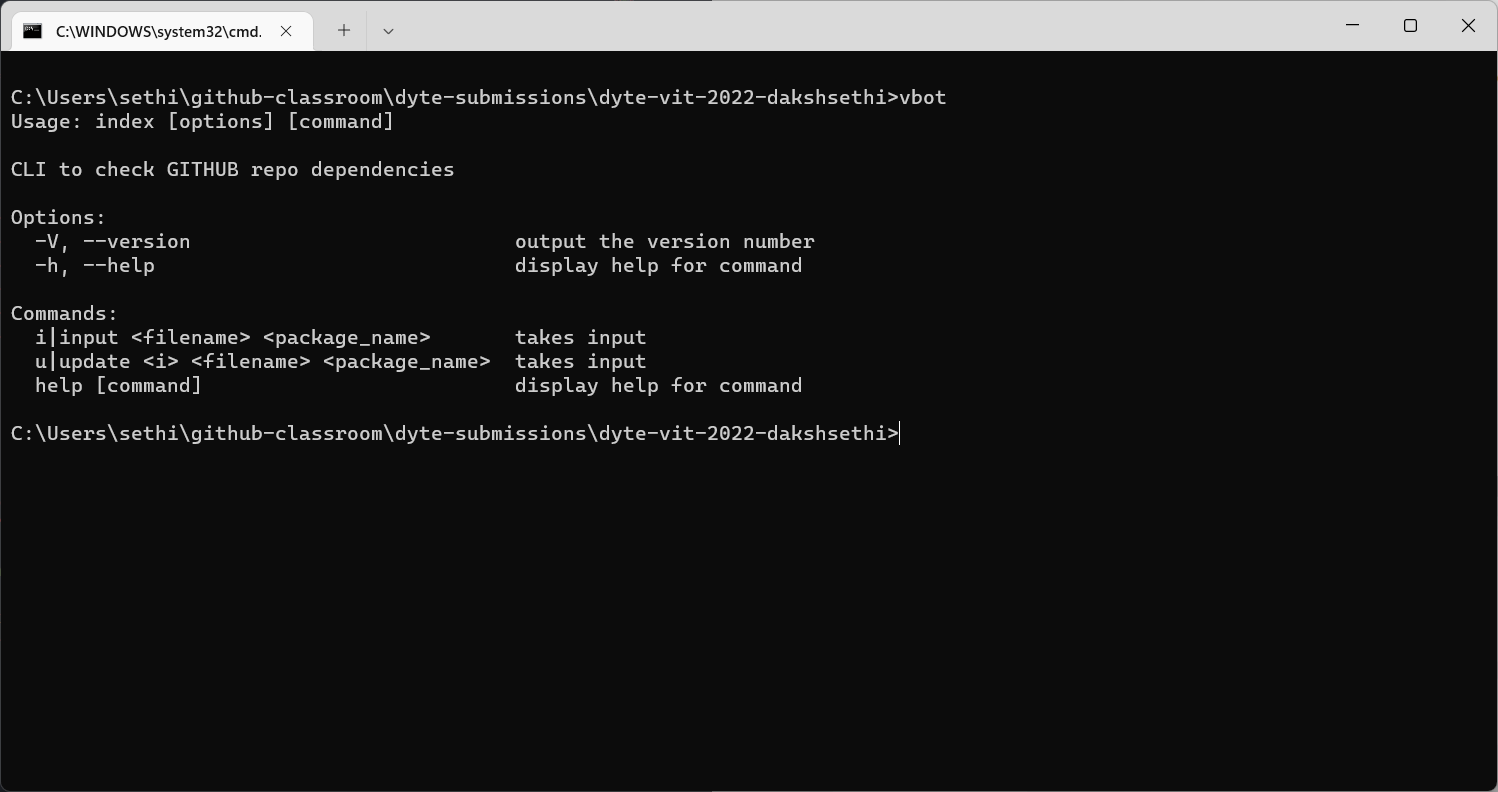 C:\WINDOWS\system32\cmd.
C:\Users\sethi\github-classroom\dyte-submissions\dyte-vit-2022-dakshsethi>vbot
Usage: index [options] [command]
CLI to check GITHUB repo dependencies
Options:
  -V, --version                           output the version number
  -h, --help                              display help for command
Commands:
  i|input <filename> <package_name>       takes input
  u|update <i> <filename> <package_name>  takes input
  help [command]                          display help for command
C:\Users\sethi\github-classroom\dyte-submissions\dyte-vit-2022-dakshsethi>